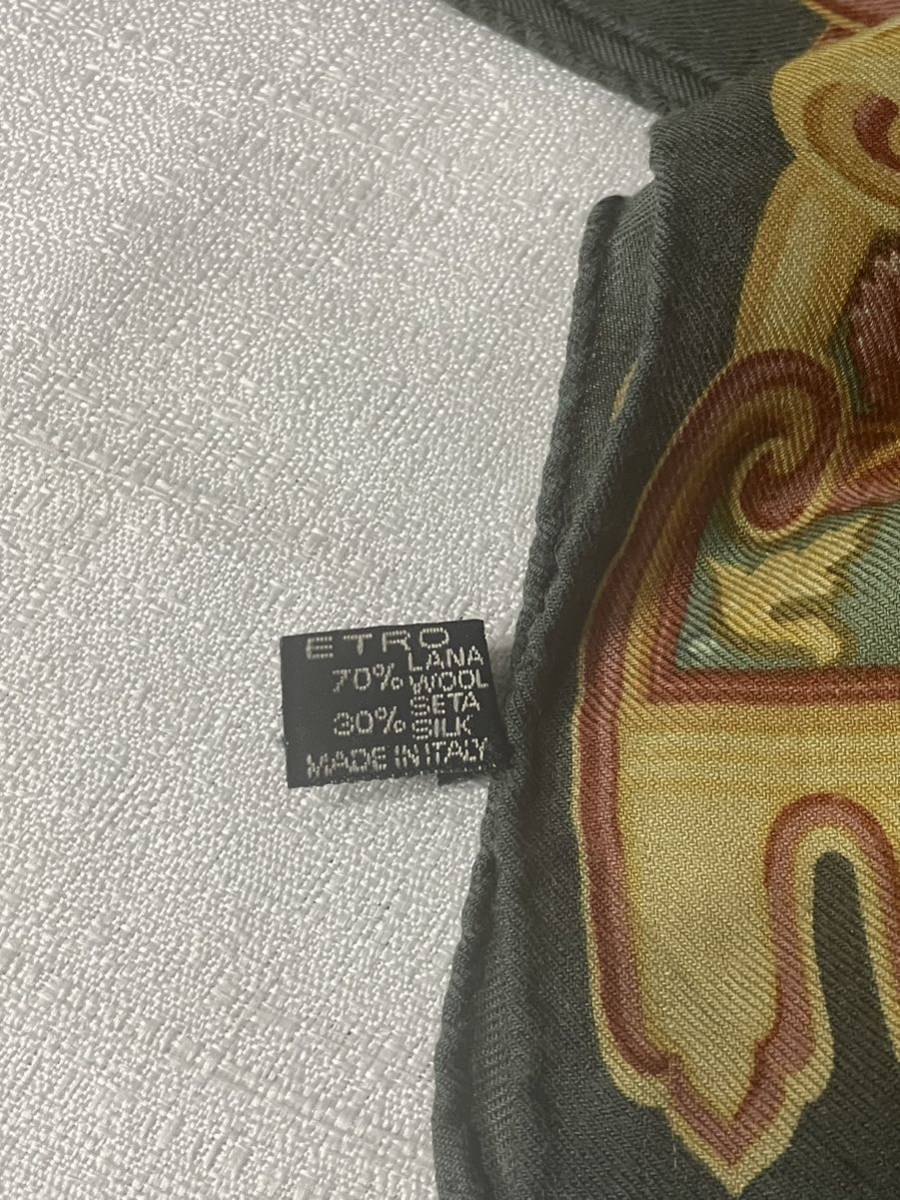 ETRO
70% LANA
WOOL
30% SETA
SILK
MADE IN ITALY